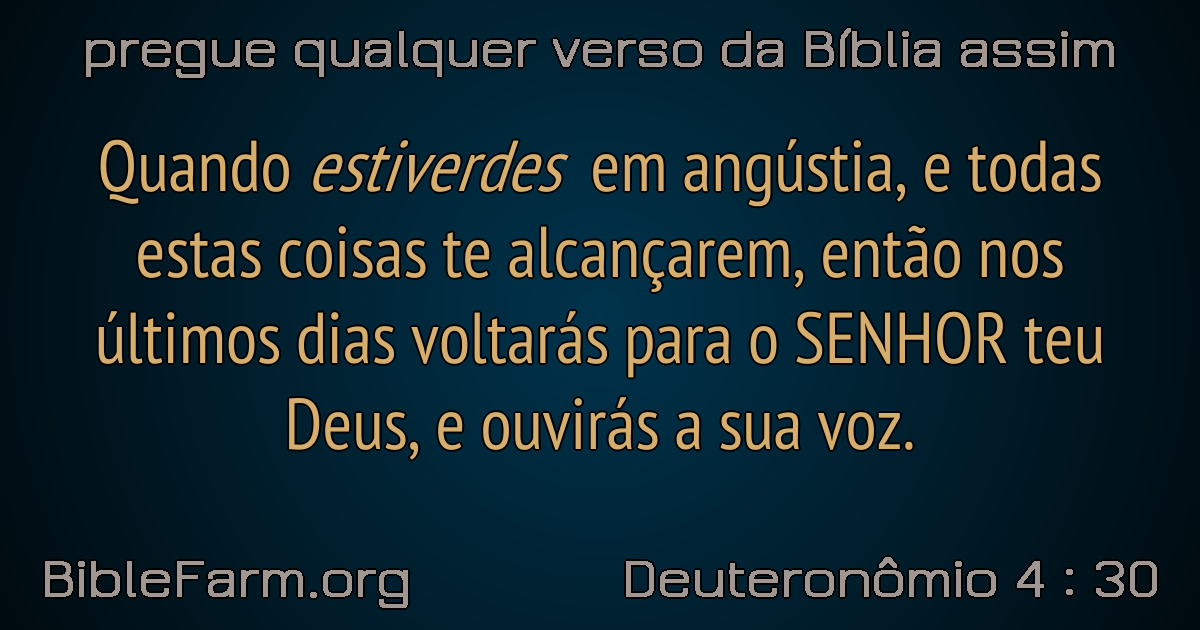 pregue qualquer verso da Bíblia assim
Quando estiverdes em angústia, e todas
estas coisas te alcançarem, então nos
últimos dias voltarás para o SENHOR teu
Deus, e ouvirás a sua voz.
BibleFarm.org
Deuteronômio 4 : 30